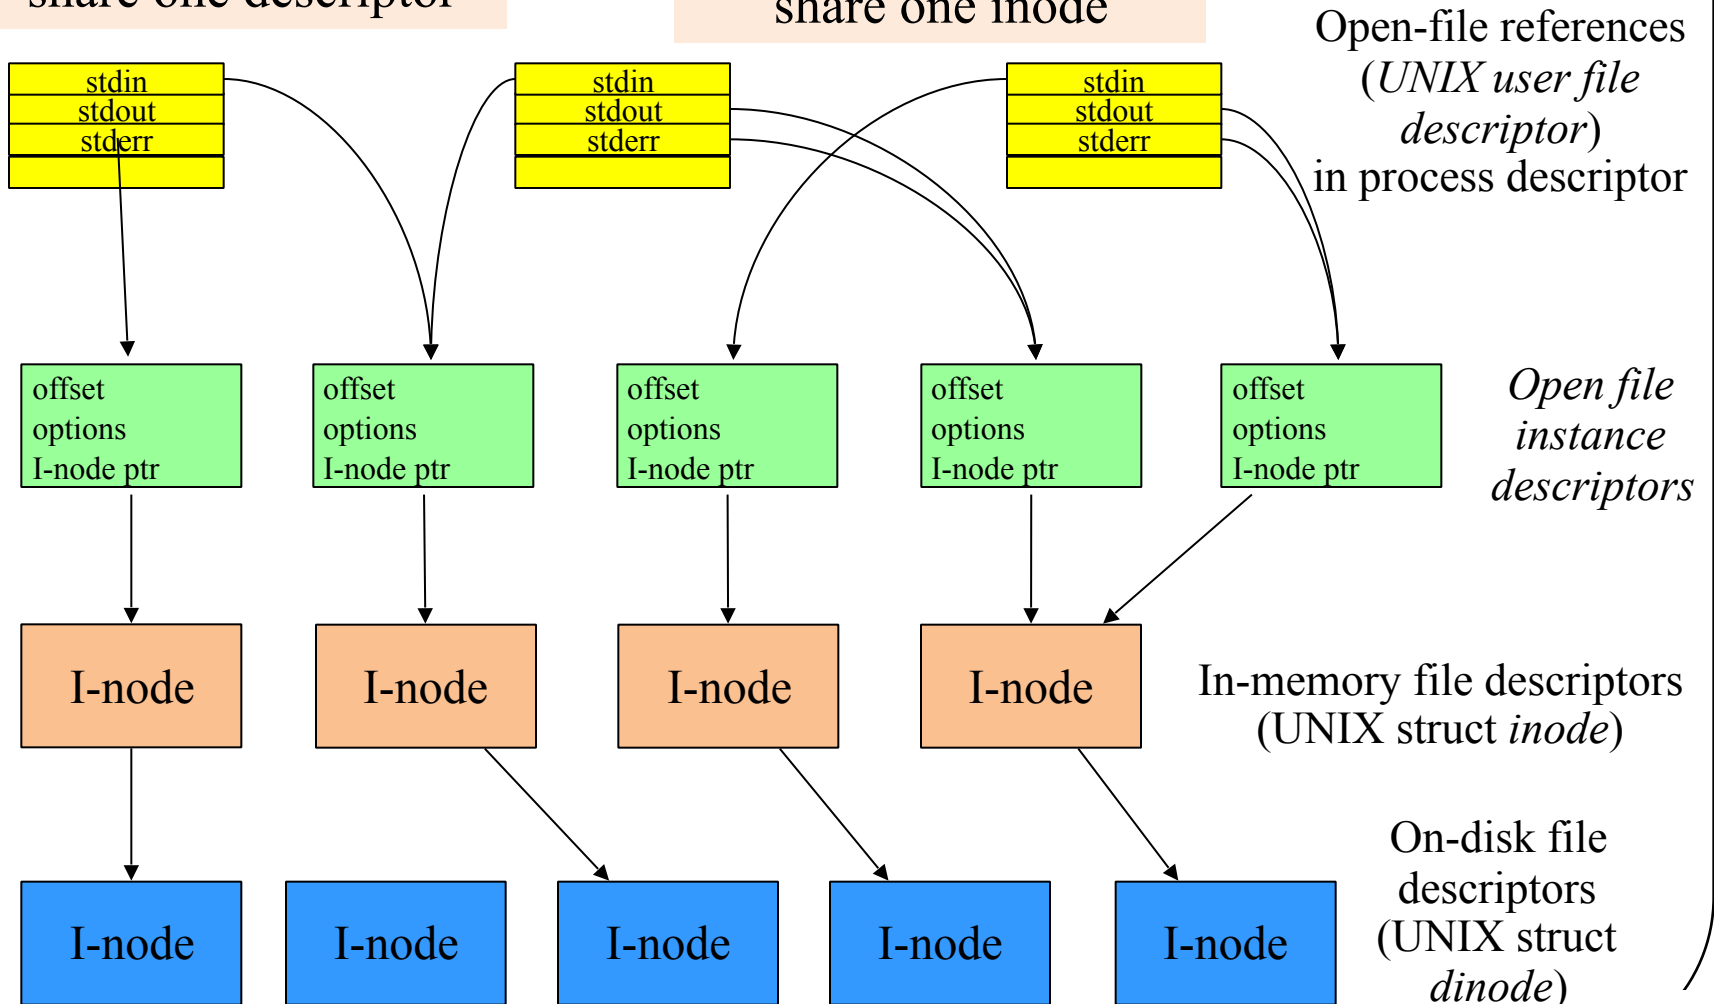 share one descriptor
share one inode
Open-file references
(UNIX user file
descriptor)
in process descriptor
stdin
stdout
stderr
stdin
stdout
stderr
stdin
stdout
stderr
offset
options
I-node ptr
offset
options
I-node ptr
offset
options
I-node ptr
offset
options
I-node ptr
offset
options
I-node ptr
Open file
instance
descriptors
I-node
I-node
I-node
I-node
In-memory file descriptors
(UNIX struct inode)
I-node
I-node
I-node
I-node
I-node
On-disk file
descriptors
(UNIX struct
dinode)